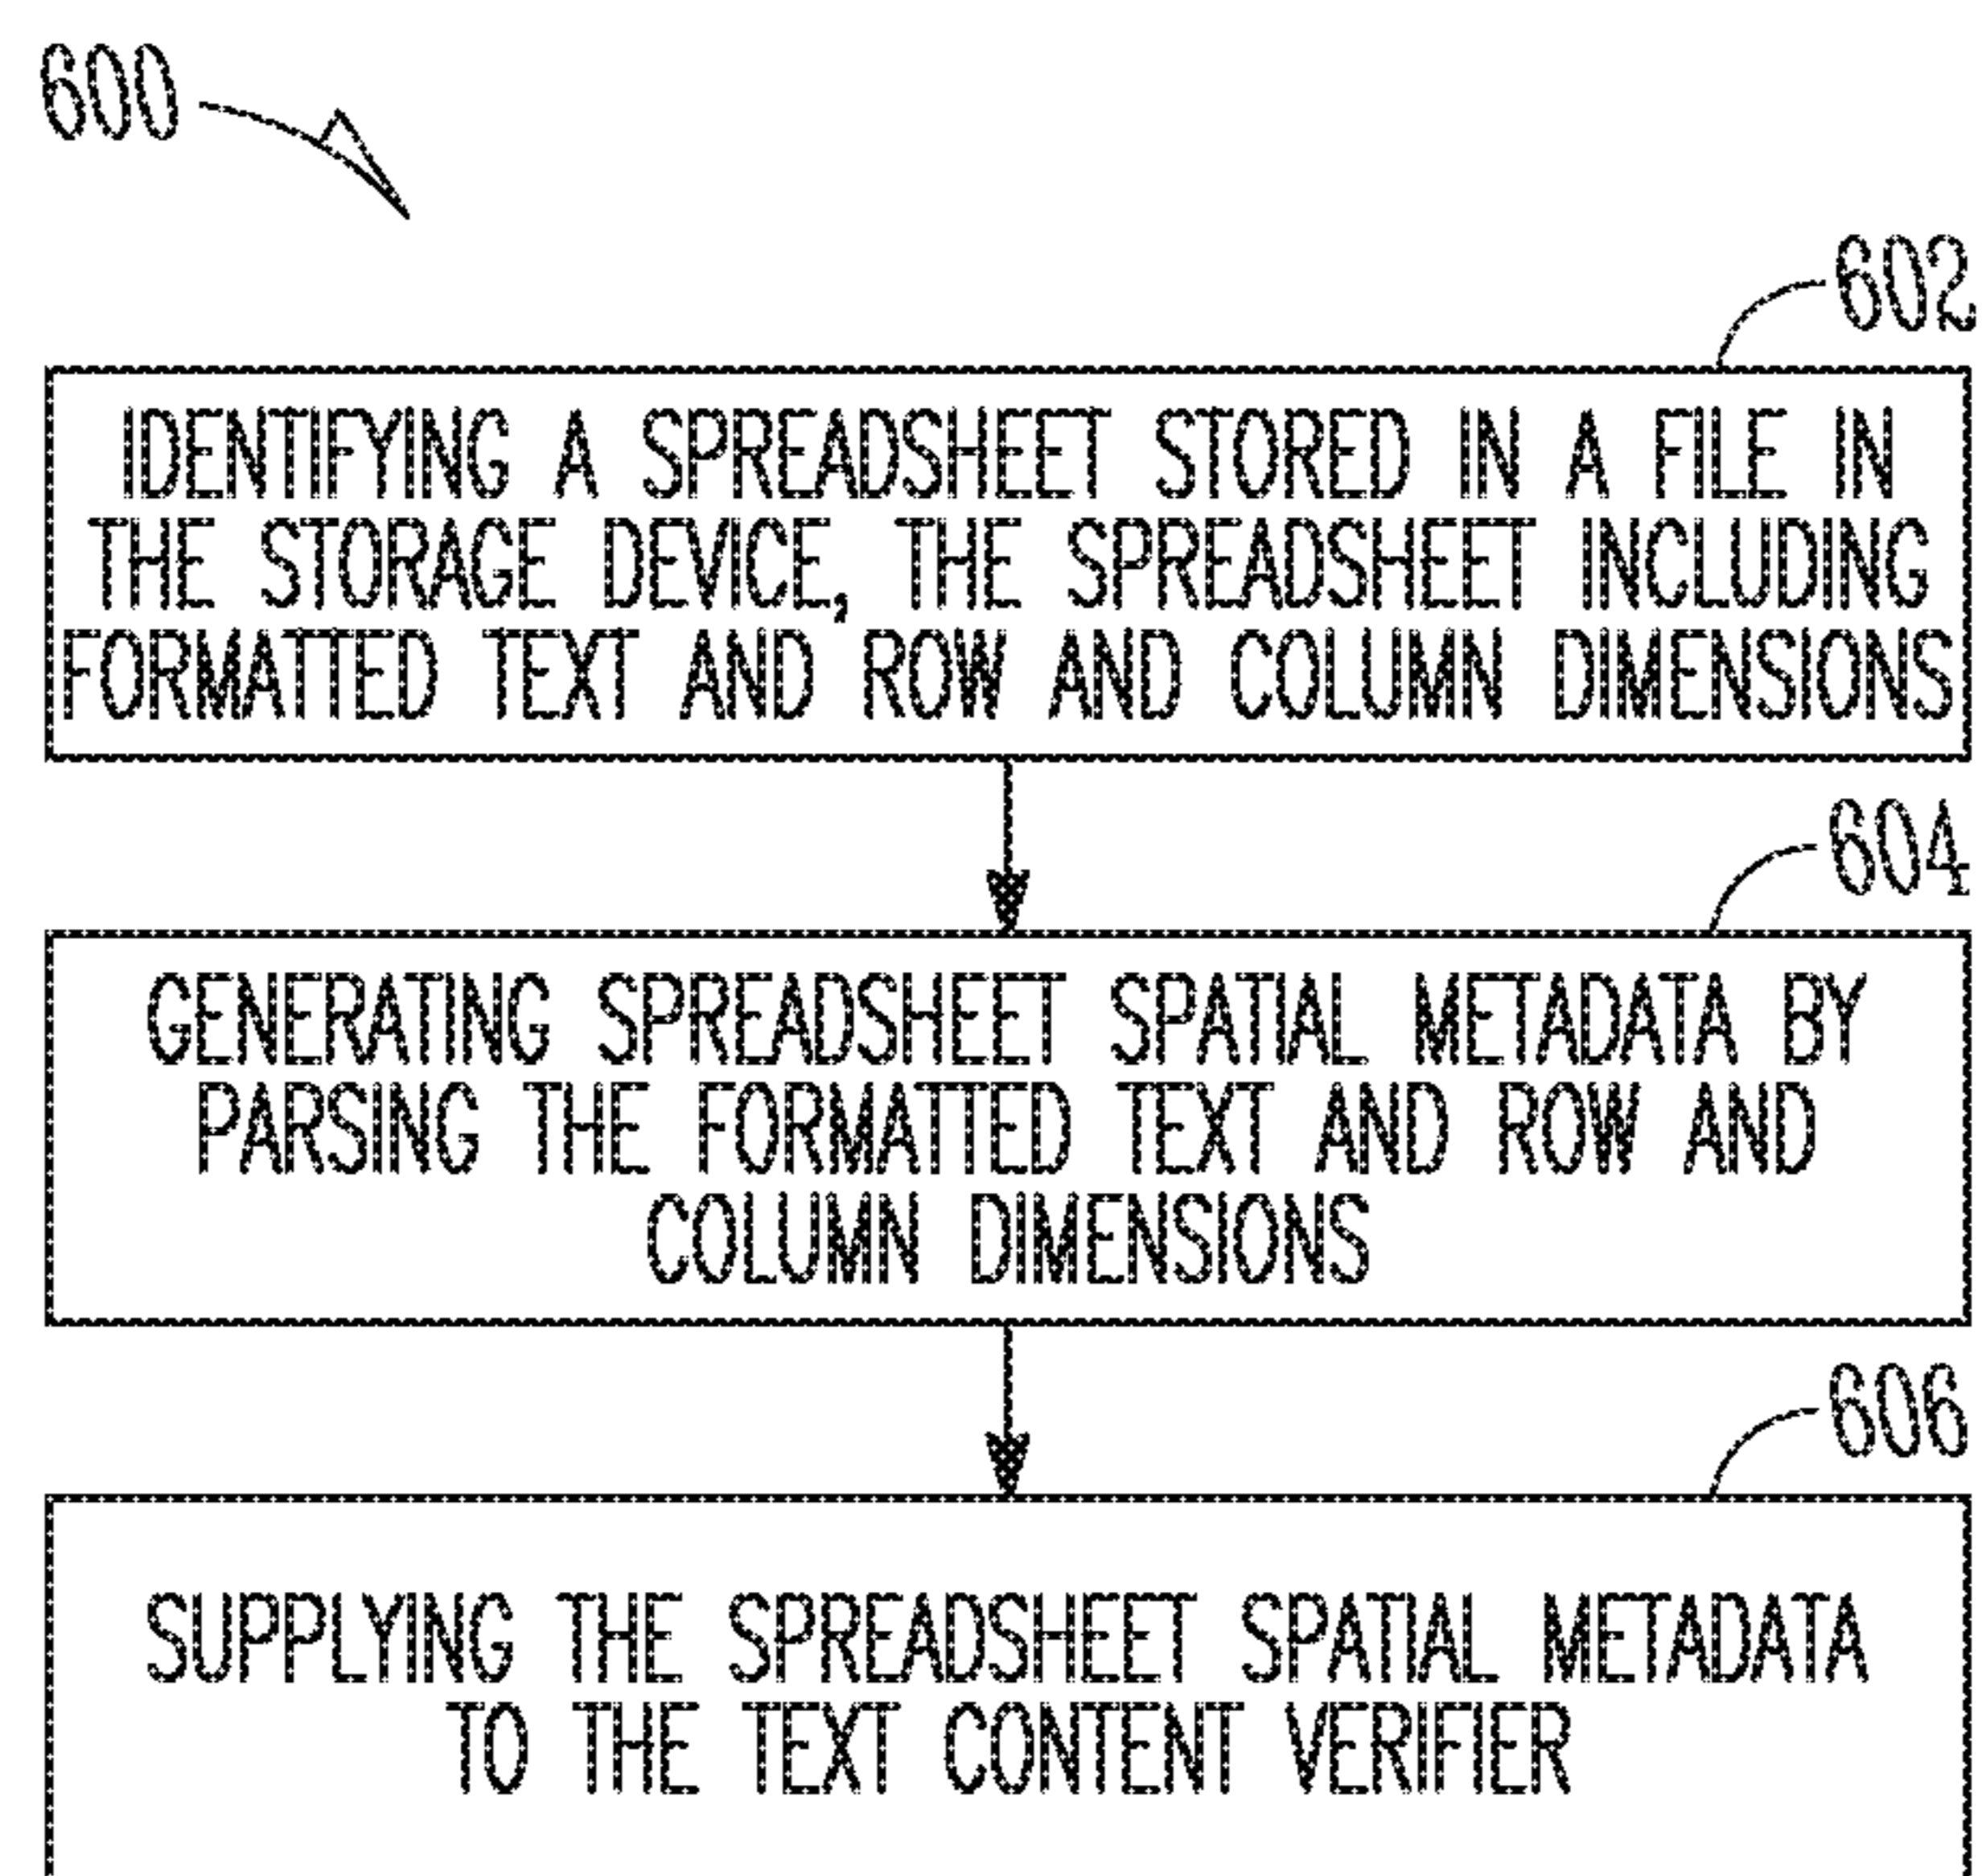 600
602
IDENTIFYING A SPREADSHEET STORED IN A FILE IN
THE STORAGE DEVICE, THE SPREADSHEET INCLUDING
FORMATTED TEXT AND ROW AND COLUMN DIMENSIONS
604
GENERATING SPREADSHEET SPATIAL METADATA BY
PARSING THE FORMATTED TEXT AND ROW AND
COLUMN DIMENSIONS
606
SUPPLYING THE SPREADSHEET SPATIAL METADATA
TO THE TEXT CONTENT VERIFIER